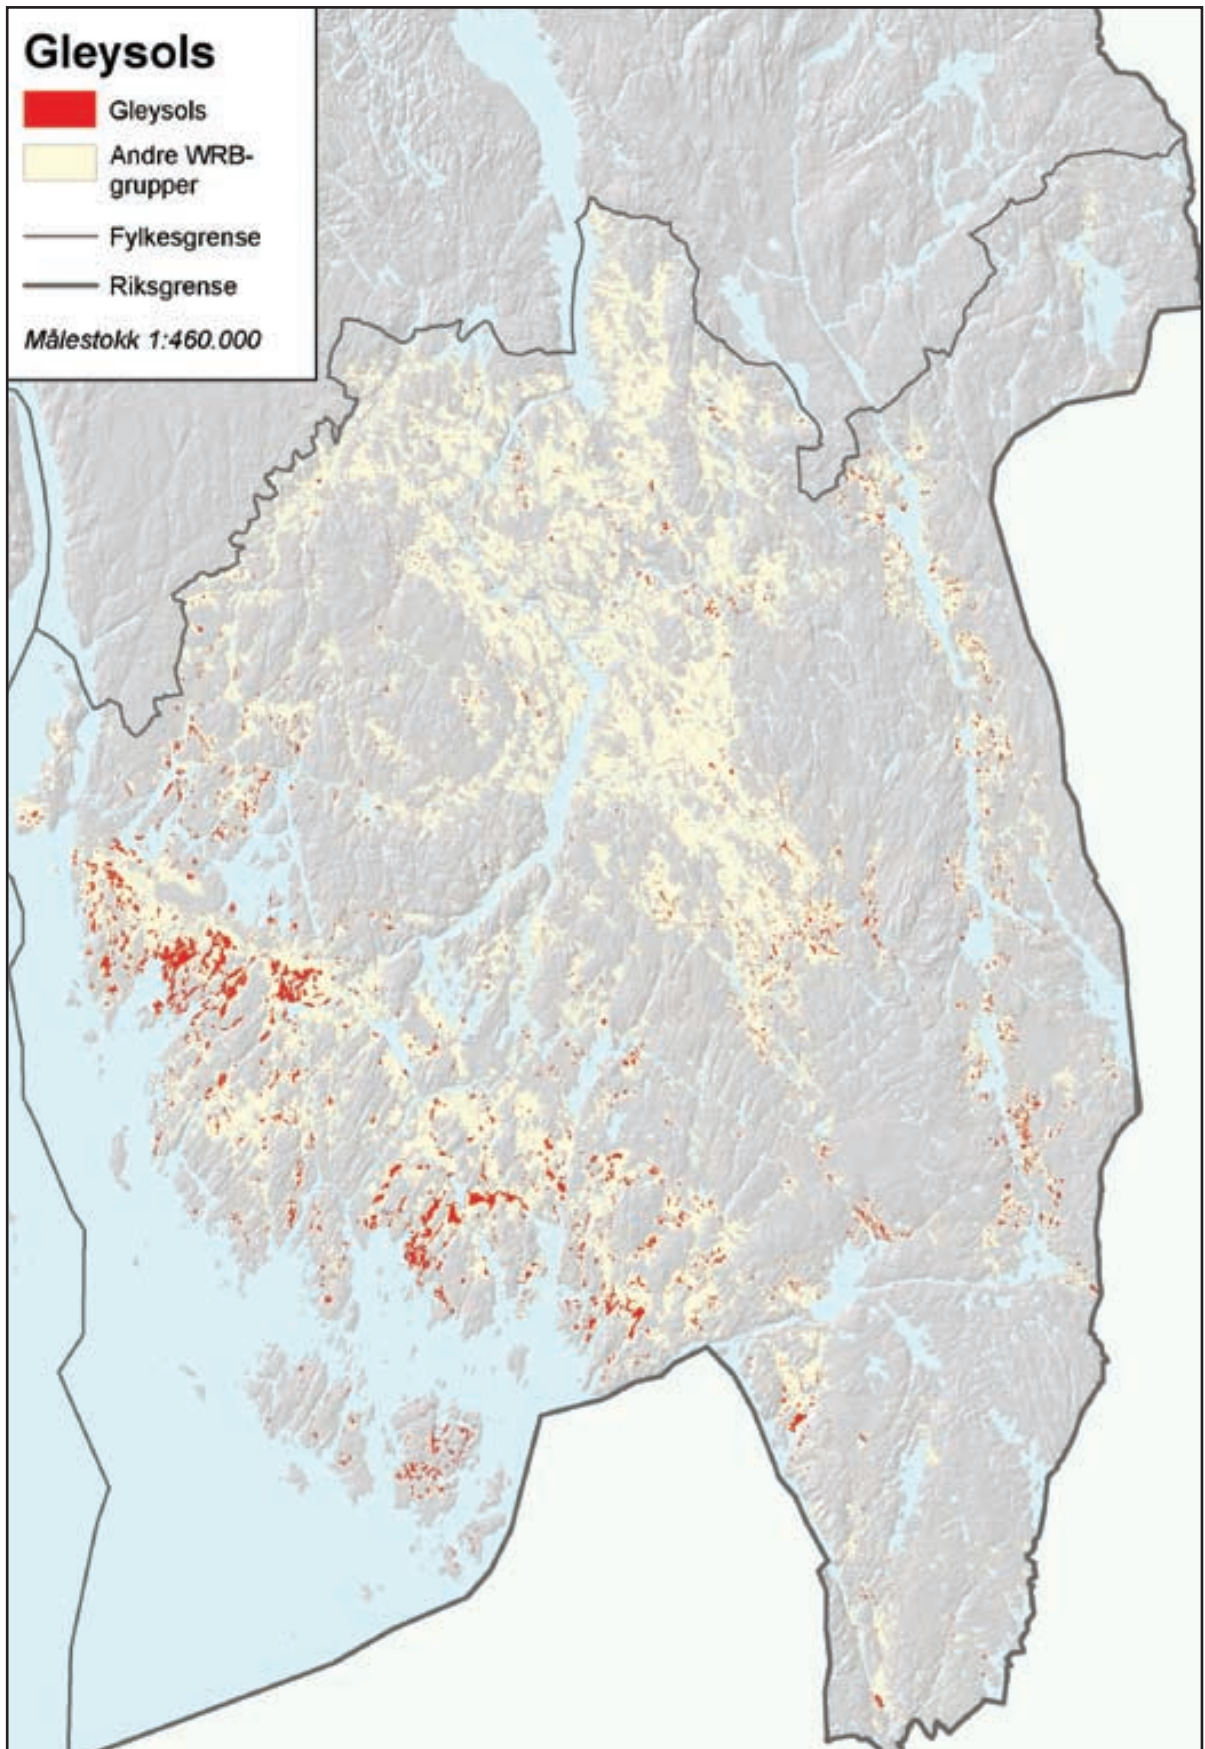 Gleysols
Gleysols
Andre WRB-
grupper
Fylkesgrense
Riksgrense
Målestokk 1:460.000